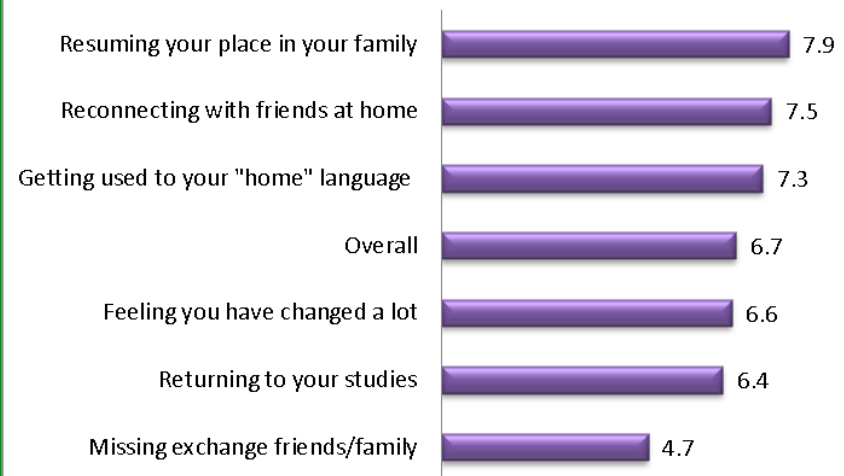 Resuming your place in your family 7.9
Reconnecting with friends at home 7.5
Getting used to your "home" language 7.3
Overall 6.7
Feeling you have changed a lot 6.6
Returning to your studies 6.4
Missing exchange friends/family 4.7